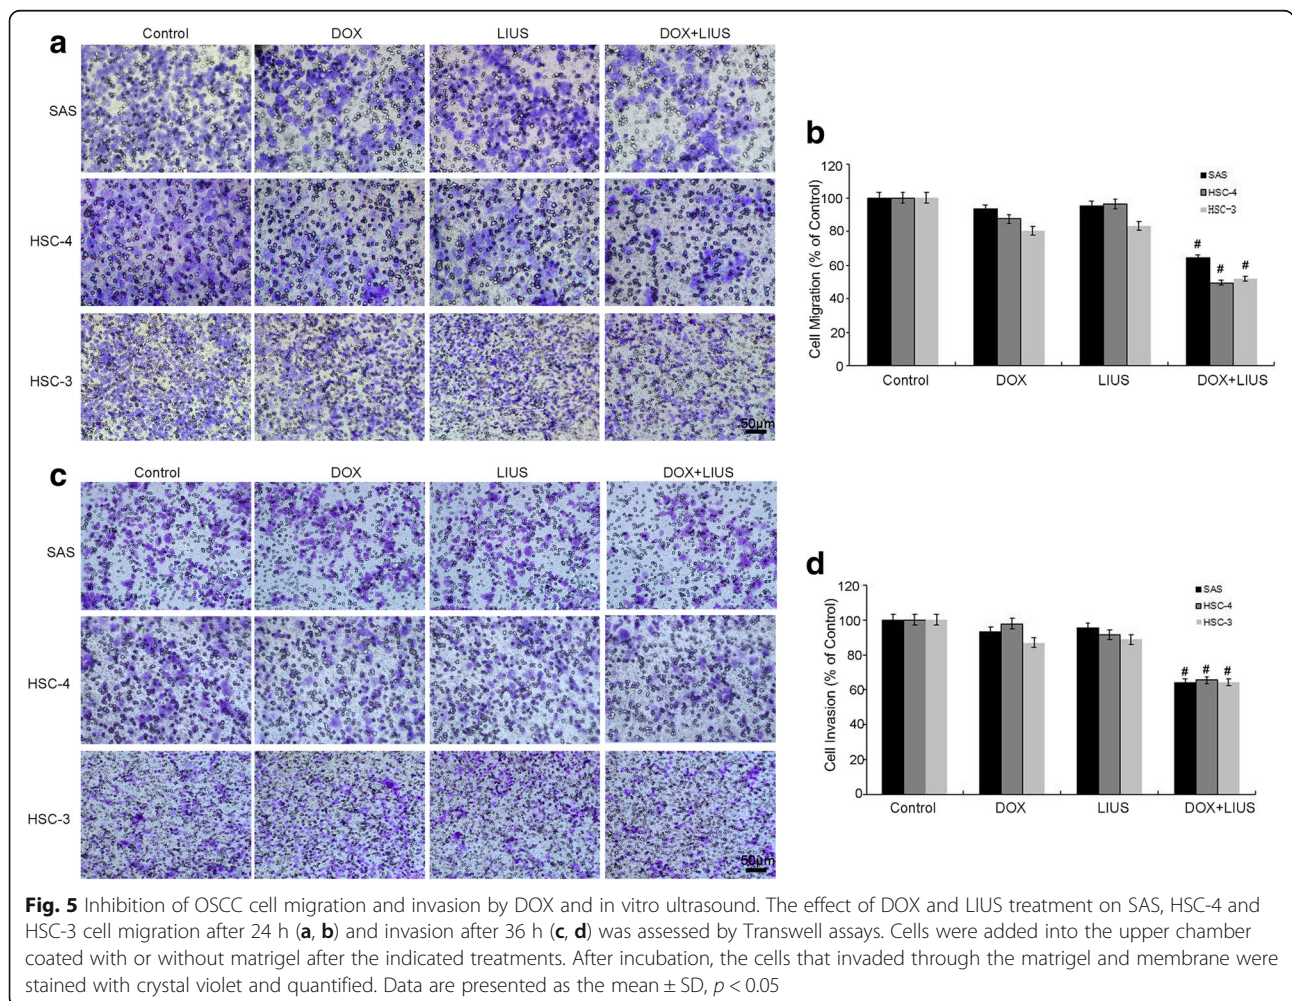 a
Control DOX LIUS DOX+LIUS
SAS
HSC-4
HSC-3
50µm
b
120
100
80
60
40
20
0
Cell Migration (% of Control)
SAS
HSC-4
HSC-3
# # #
Control DOX LIUS DOX+LIUS
c
Control DOX LIUS DOX+LIUS
SAS
HSC-4
HSC-3
50µm
d
120
100
80
60
40
20
0
Cell Invasion (% of Control)
SAS
HSC-4
HSC-3
# # #
Control DOX LIUS DOX+LIUS
Fig. 5 Inhibition of OSCC cell migration and invasion by DOX and in vitro ultrasound. The effect of DOX and LIUS treatment on SAS, HSC-4 and
HSC-3 cell migration after 24 h (a, b) and invasion after 36 h (c, d) was assessed by Transwell assays. Cells were added into the upper chamber
coated with or without matrigel after the indicated treatments. After incubation, the cells that invaded through the matrigel and membrane were
stained with crystal violet and quantified. Data are presented as the mean ± SD, p < 0.05